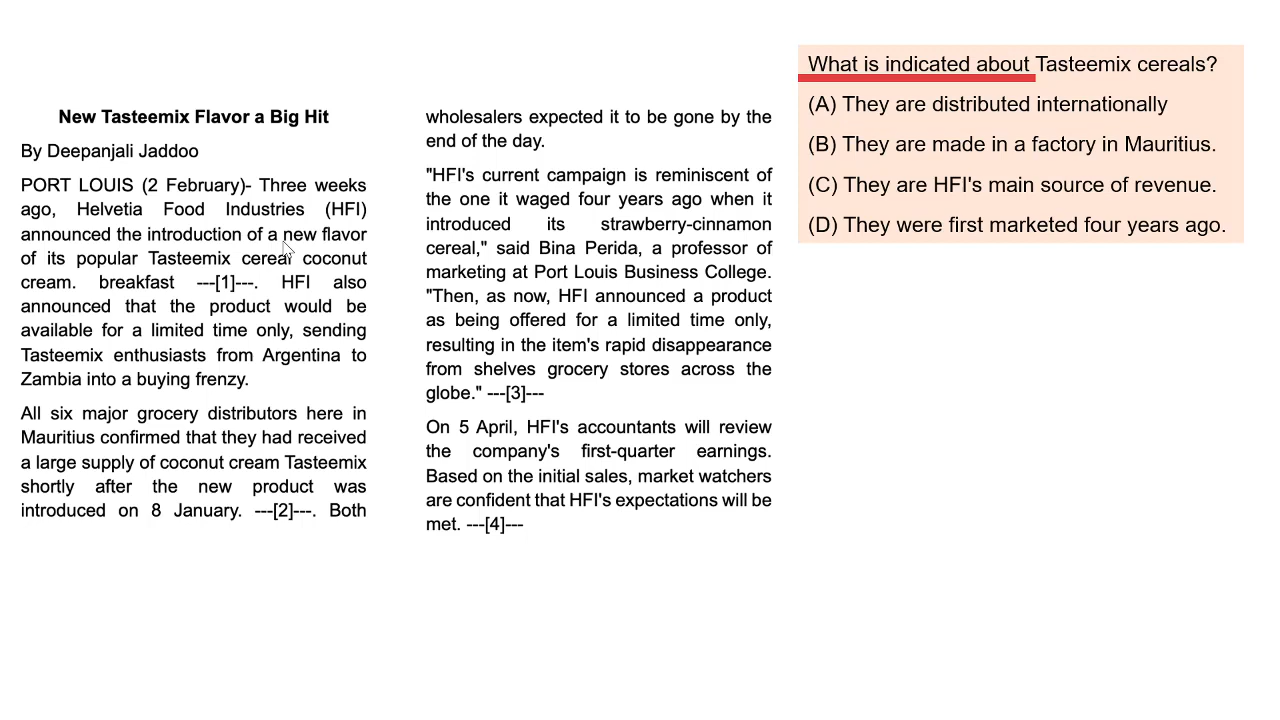 New Tasteemix Flavor a Big Hit
By Deepanjali Jaddoo
PORT LOUIS (2 February)- Three weeks
ago, Helvetia Food Industries (HFI)
announced the introduction of a new flavor
of its popular Tasteemix cereal coconut
cream. breakfast ---[1]---. HFI also
announced that the product would be
available for a limited time only, sending
Tasteemix enthusiasts from Argentina to
Zambia into a buying frenzy.
All six major grocery distributors here in
Mauritius confirmed that they had received
a large supply of coconut cream Tasteemix
shortly after the new product was
introduced on 8 January. ---[2]---. Both
wholesalers expected it to be gone by the
end of the day.
"HFI's current campaign is reminiscent of
the one it waged four years ago when it
introduced its strawberry-cinnamon
cereal," said Bina Perida, a professor of
marketing at Port Louis Business College.
"Then, as now, HFI announced a product
as being offered for a limited time only,
resulting in the item's rapid disappearance
from shelves grocery stores across the
globe." ---[3]---
On 5 April, HFI's accountants will review
the company's first-quarter earnings.
Based on the initial sales, market watchers
are confident that HFI's expectations will be
met. ---[4]---
What is indicated about Tasteemix cereals?
(A) They are distributed internationally
(B) They are made in a factory in Mauritius.
(C) They are HFI's main source of revenue.
(D) They were first marketed four years ago.